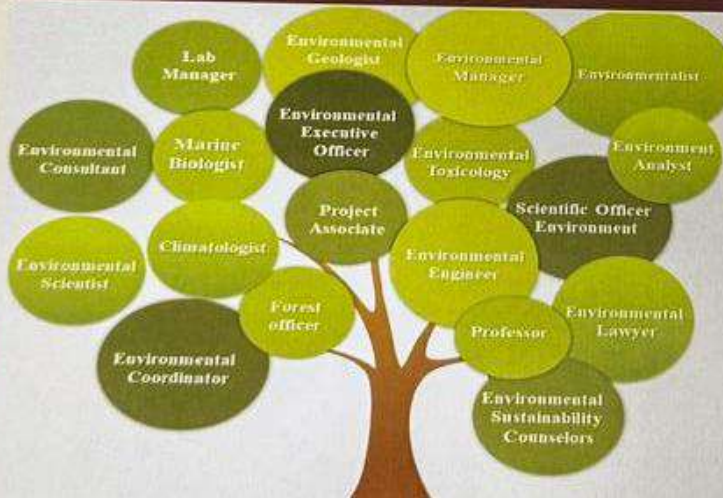 Lab
Manager
Environmental
Geologist
Environmental
Manager
Environmentalist
Environmental
Executive
Officer
Environmental
Consultant
Marine
Biologist
Environmental
Toxicology
Environment
Analyst
Project
Associate
Scientific Officer
Environment
Environmental
Scientist
Climatologist
Environmental
Engineer
Forest
officer
Professor
Environmental
Lawyer
Environmental
Coordinator
Environmental
Sustainability
Counselors